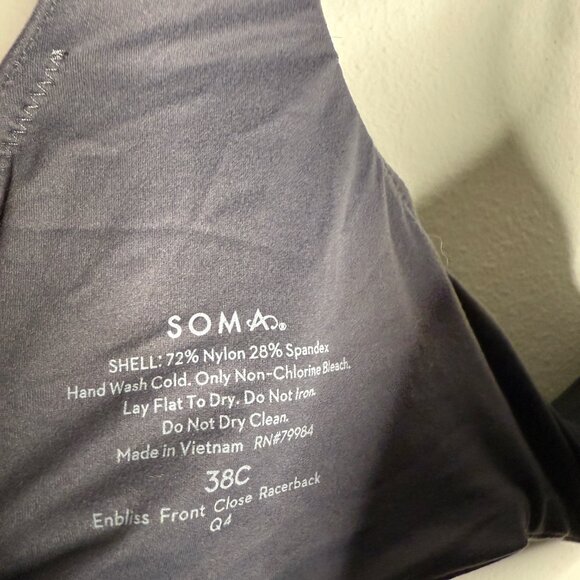 SOMA®
SHELL: 72% Nylon 28% Spandex
Hand Wash Cold. Only Non-Chlorine Bleach.
Lay Flat To Dry. Do Not Iron.
Do Not Dry Clean.
Made in Vietnam RN#79984
38C
Enbliss Front Close Racerback
Q4